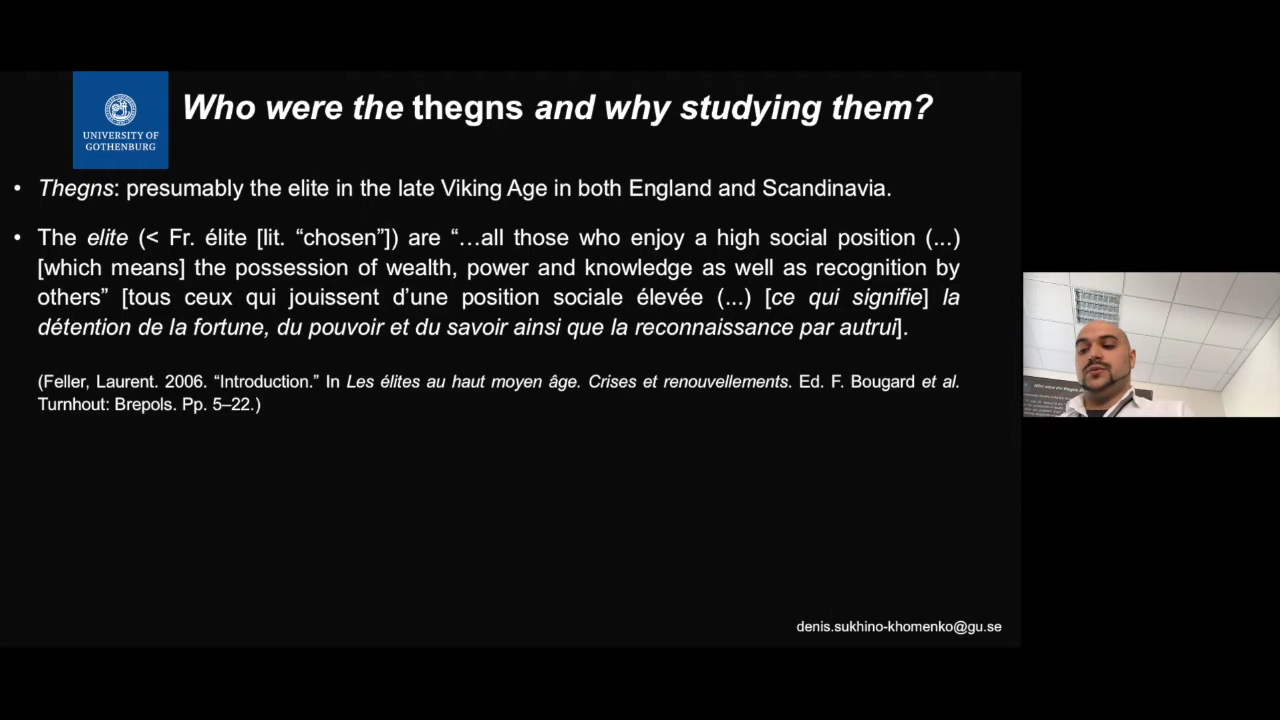 UNIVERSITY OF
GOTHENBURG
Who were the thegns and why studying them?
• Thegns: presumably the elite in the late Viking Age in both England and Scandinavia.
• The elite (< Fr. élite [lit. “chosen”]) are “…all those who enjoy a high social position (...)
[which means] the possession of wealth, power and knowledge as well as recognition by
others” [tous ceux qui jouissent d’une position sociale élevée (...) [ce qui signifie] la
détention de la fortune, du pouvoir et du savoir ainsi que la reconnaissance par autrui].
(Feller, Laurent. 2006. “Introduction.” In Les élites au haut moyen âge. Crises et renouvellements. Ed. F. Bougard et al.
Turnhout: Brepols. Pp. 5–22.)
denis.sukhino-khomenko@gu.se